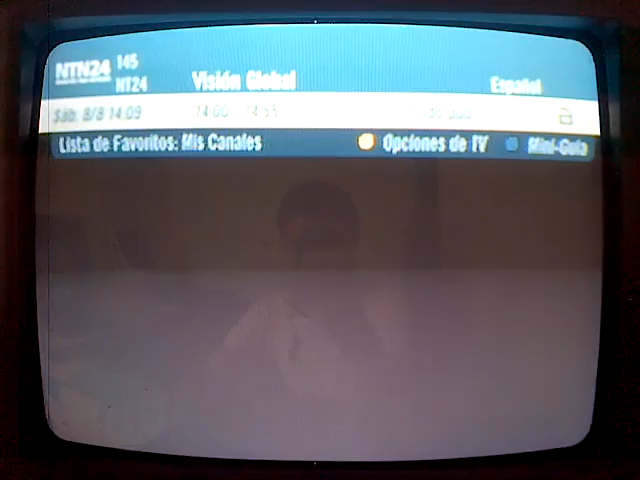 NTN24 145
NT24 Visión Global Español
Sáb. 8/8 14:09 14:00 - 14:55
Lista de Favoritos: Mis Canales Opciones de TV Mini-Guía